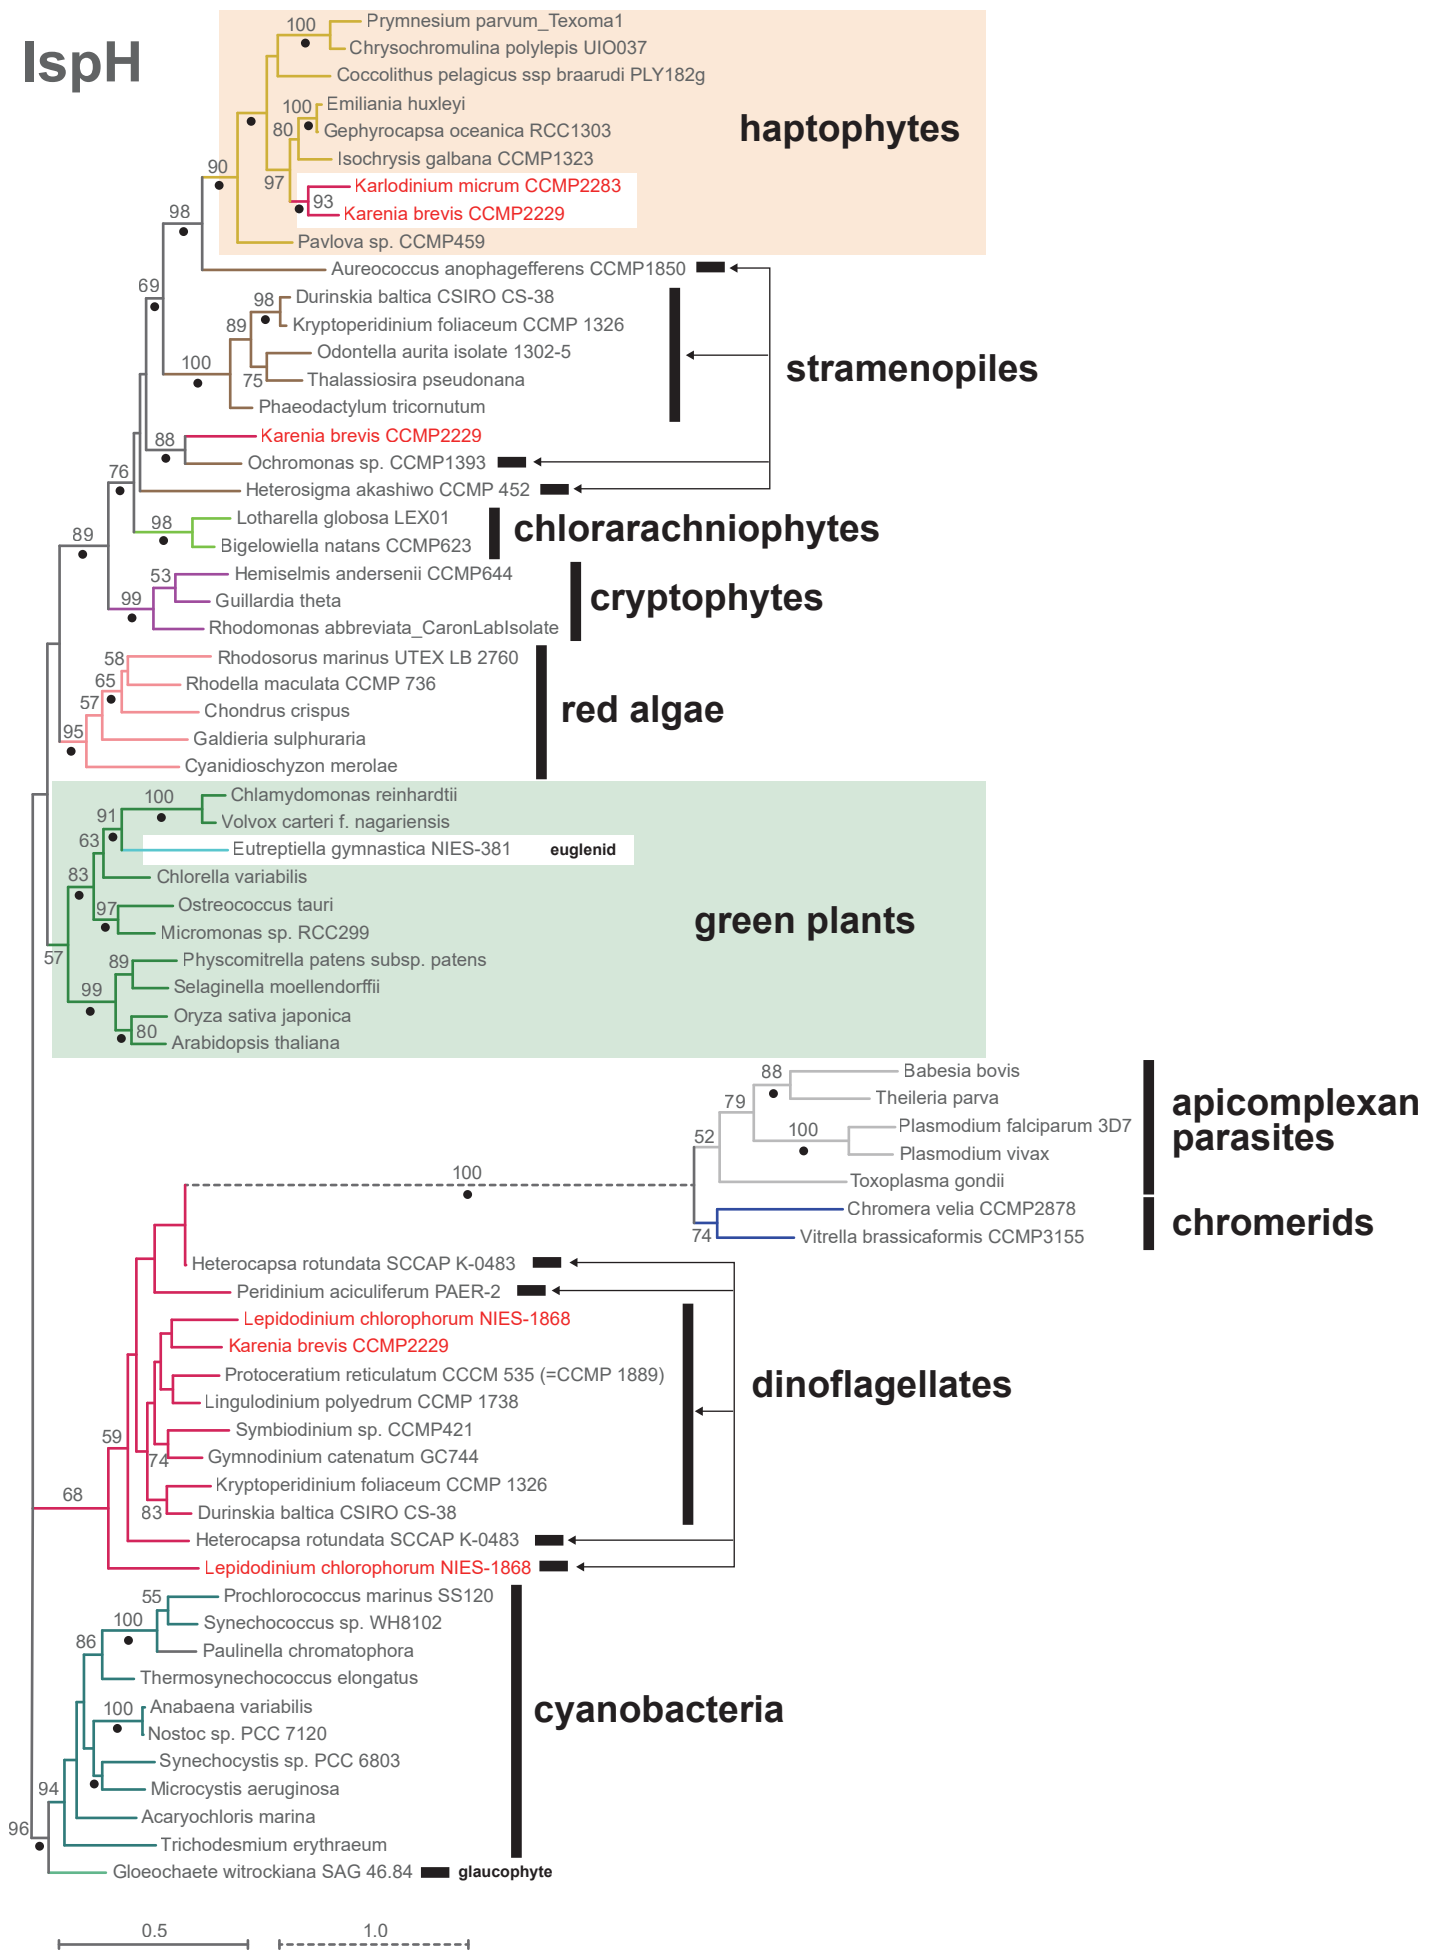 IspH
100
Prymnesium parvum_Texoma1
Chrysochromulina polylepis UIO037
Coccolithus pelagicus ssp braarudi PLY182g
100
Emiliania huxleyi
haptophytes
80
Gephyrocapsa oceanica RCC1303
Isochrysis galbana CCMP1323
90
97
Karlodinium micrum CCMP2283
93
Karenia brevis CCMP2229
98
Pavlova sp. CCMP459
Aureococcus anophagefferens CCMP1850
69
98
Durinskia baltica CSIRO CS-38
89
Kryptoperidinium foliaceum CCMP 1326
Odontella aurita isolate 1302-5
100
stramenopiles
75
Thalassiosira pseudonana
Phaeodactylum tricornutum
88
Karenia brevis CCMP2229
Ochromonas sp. CCMP1393
76
Heterosigma akashiwo CCMP 452
98
Lotharella globosa LEX01
chlorarachniophytes
89
Bigelowiella natans CCMP623
53
Hemiselmis andersenii CCMP644
99
Guillardia theta
cryptophytes
Rhodomonas abbreviata_CaronLabIsolate
58
Rhodosorus marinus UTEX LB 2760
65
Rhodella maculata CCMP 736
57
Chondrus crispus
red algae
95
Galdieria sulphuraria
Cyanidioschyzon merolae
100
Chlamydomonas reinhardtii
91
Volvox carteri f. nagariensis
63
Eutreptiella gymnastica NIES-381
euglenid
83
Chlorella variabilis
97
Ostreococcus tauri
green plants
Micromonas sp. RCC299
57
89
Physcomitrella patens subsp. patens
99
Selaginella moellendorffii
Oryza sativa japonica
80
Arabidopsis thaliana
88
Babesia bovis
79
Theileria parva
apicomplexan
parasites
52
100
Plasmodium falciparum 3D7
Plasmodium vivax
100
Toxoplasma gondii
Chromera velia CCMP2878
chromerids
74
Vitrella brassicaformis CCMP3155
Heterocapsa rotundata SCCAP K-0483
Peridinium aciculiferum PAER-2
Lepidodinium chlorophorum NIES-1868
Karenia brevis CCMP2229
Protoceratium reticulatum CCCM 535 (=CCMP 1889)
dinoflagellates
Lingulodinium polyedrum CCMP 1738
59
Symbiodinium sp. CCMP421
74
Gymnodinium catenatum GC744
68
Kryptoperidinium foliaceum CCMP 1326
83
Durinskia baltica CSIRO CS-38
Heterocapsa rotundata SCCAP K-0483
Lepidodinium chlorophorum NIES-1868
55
Prochlorococcus marinus SS120
100
Synechococcus sp. WH8102
86
Paulinella chromatophora
Thermosynechococcus elongatus
100
Anabaena variabilis
cyanobacteria
Nostoc sp. PCC 7120
Synechocystis sp. PCC 6803
94
Microcystis aeruginosa
Acaryochloris marina
96
Trichodesmium erythraeum
Gloeochaete witrockiana SAG 46.84
glaucophyte
0.5
1.0